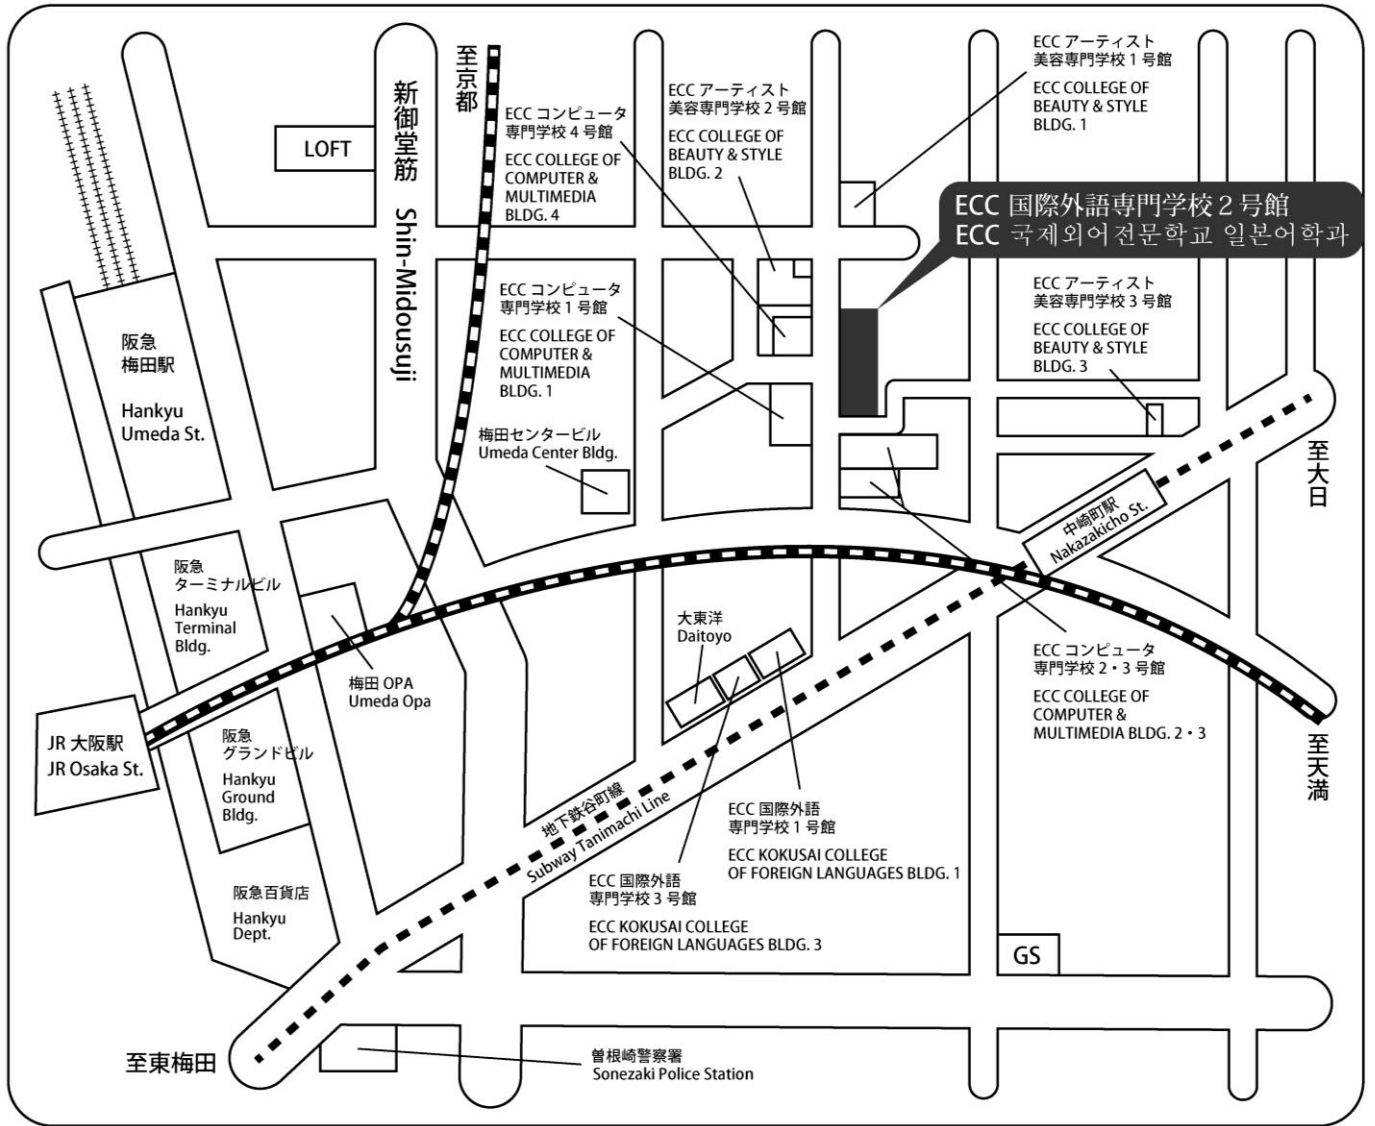 至京都
新御堂筋 Shin-Midousuji
LOFT
ECC コンピュータ
専門学校 4 号館
ECC COLLEGE OF
COMPUTER &
MULTIMEDIA
BLDG. 4
ECC アーティスト
美容専門学校 2 号館
ECC COLLEGE OF
BEAUTY & STYLE
BLDG. 2
ECC アーティスト
美容専門学校 1 号館
ECC COLLEGE OF
BEAUTY & STYLE
BLDG. 1
ECC 国際外語専門学校 2 号館
ECC 국제외어전문학교 일본어학과
ECC コンピュータ
専門学校 1 号館
ECC COLLEGE OF
COMPUTER &
MULTIMEDIA
BLDG. 1
ECC アーティスト
美容専門学校 3 号館
ECC COLLEGE OF
BEAUTY & STYLE
BLDG. 3
阪急
梅田駅
Hankyu
Umeda St.
梅田センタービル
Umeda Center Bldg.
至大日
中崎町駅
Nakazakicho St.
阪急
ターミナルビル
Hankyu
Terminal
Bldg.
大東洋
Daitoyo
梅田 OPA
Umeda Opa
ECC コンピュータ
専門学校 2・3 号館
ECC COLLEGE OF
COMPUTER &
MULTIMEDIA BLDG. 2・3
JR 大阪駅
JR Osaka St.
阪急
グランドビル
Hankyu
Ground
Bldg.
至天満
地下鉄谷町線
Subway Tanimachi Line
ECC 国際外語
専門学校 1 号館
ECC KOKUSAI COLLEGE
OF FOREIGN LANGUAGES BLDG. 1
ECC 国際外語
専門学校 3 号館
ECC KOKUSAI COLLEGE
OF FOREIGN LANGUAGES BLDG. 3
阪急百貨店
Hankyu
Dept.
GS
至東梅田
曽根崎警察署
Sonezaki Police Station